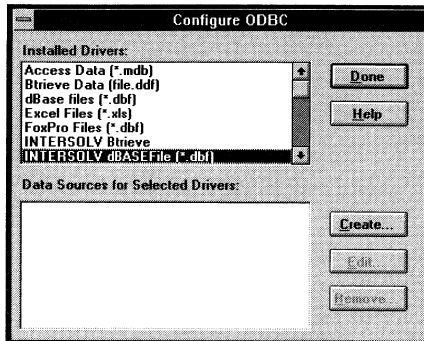 Configure ODBC
Installed Drivers:
Access Data (*.mdb)
Btrieve Data (file.ddf)
dBase files (*.dbf)
Excel Files (*.xls)
FoxPro Files (*.dbf)
INTERSOLV Btrieve
INTERSOLV dBASEFile (*.dbf)
Done
Help
Data Sources for Selected Drivers:
Create...
Edit...
Remove...